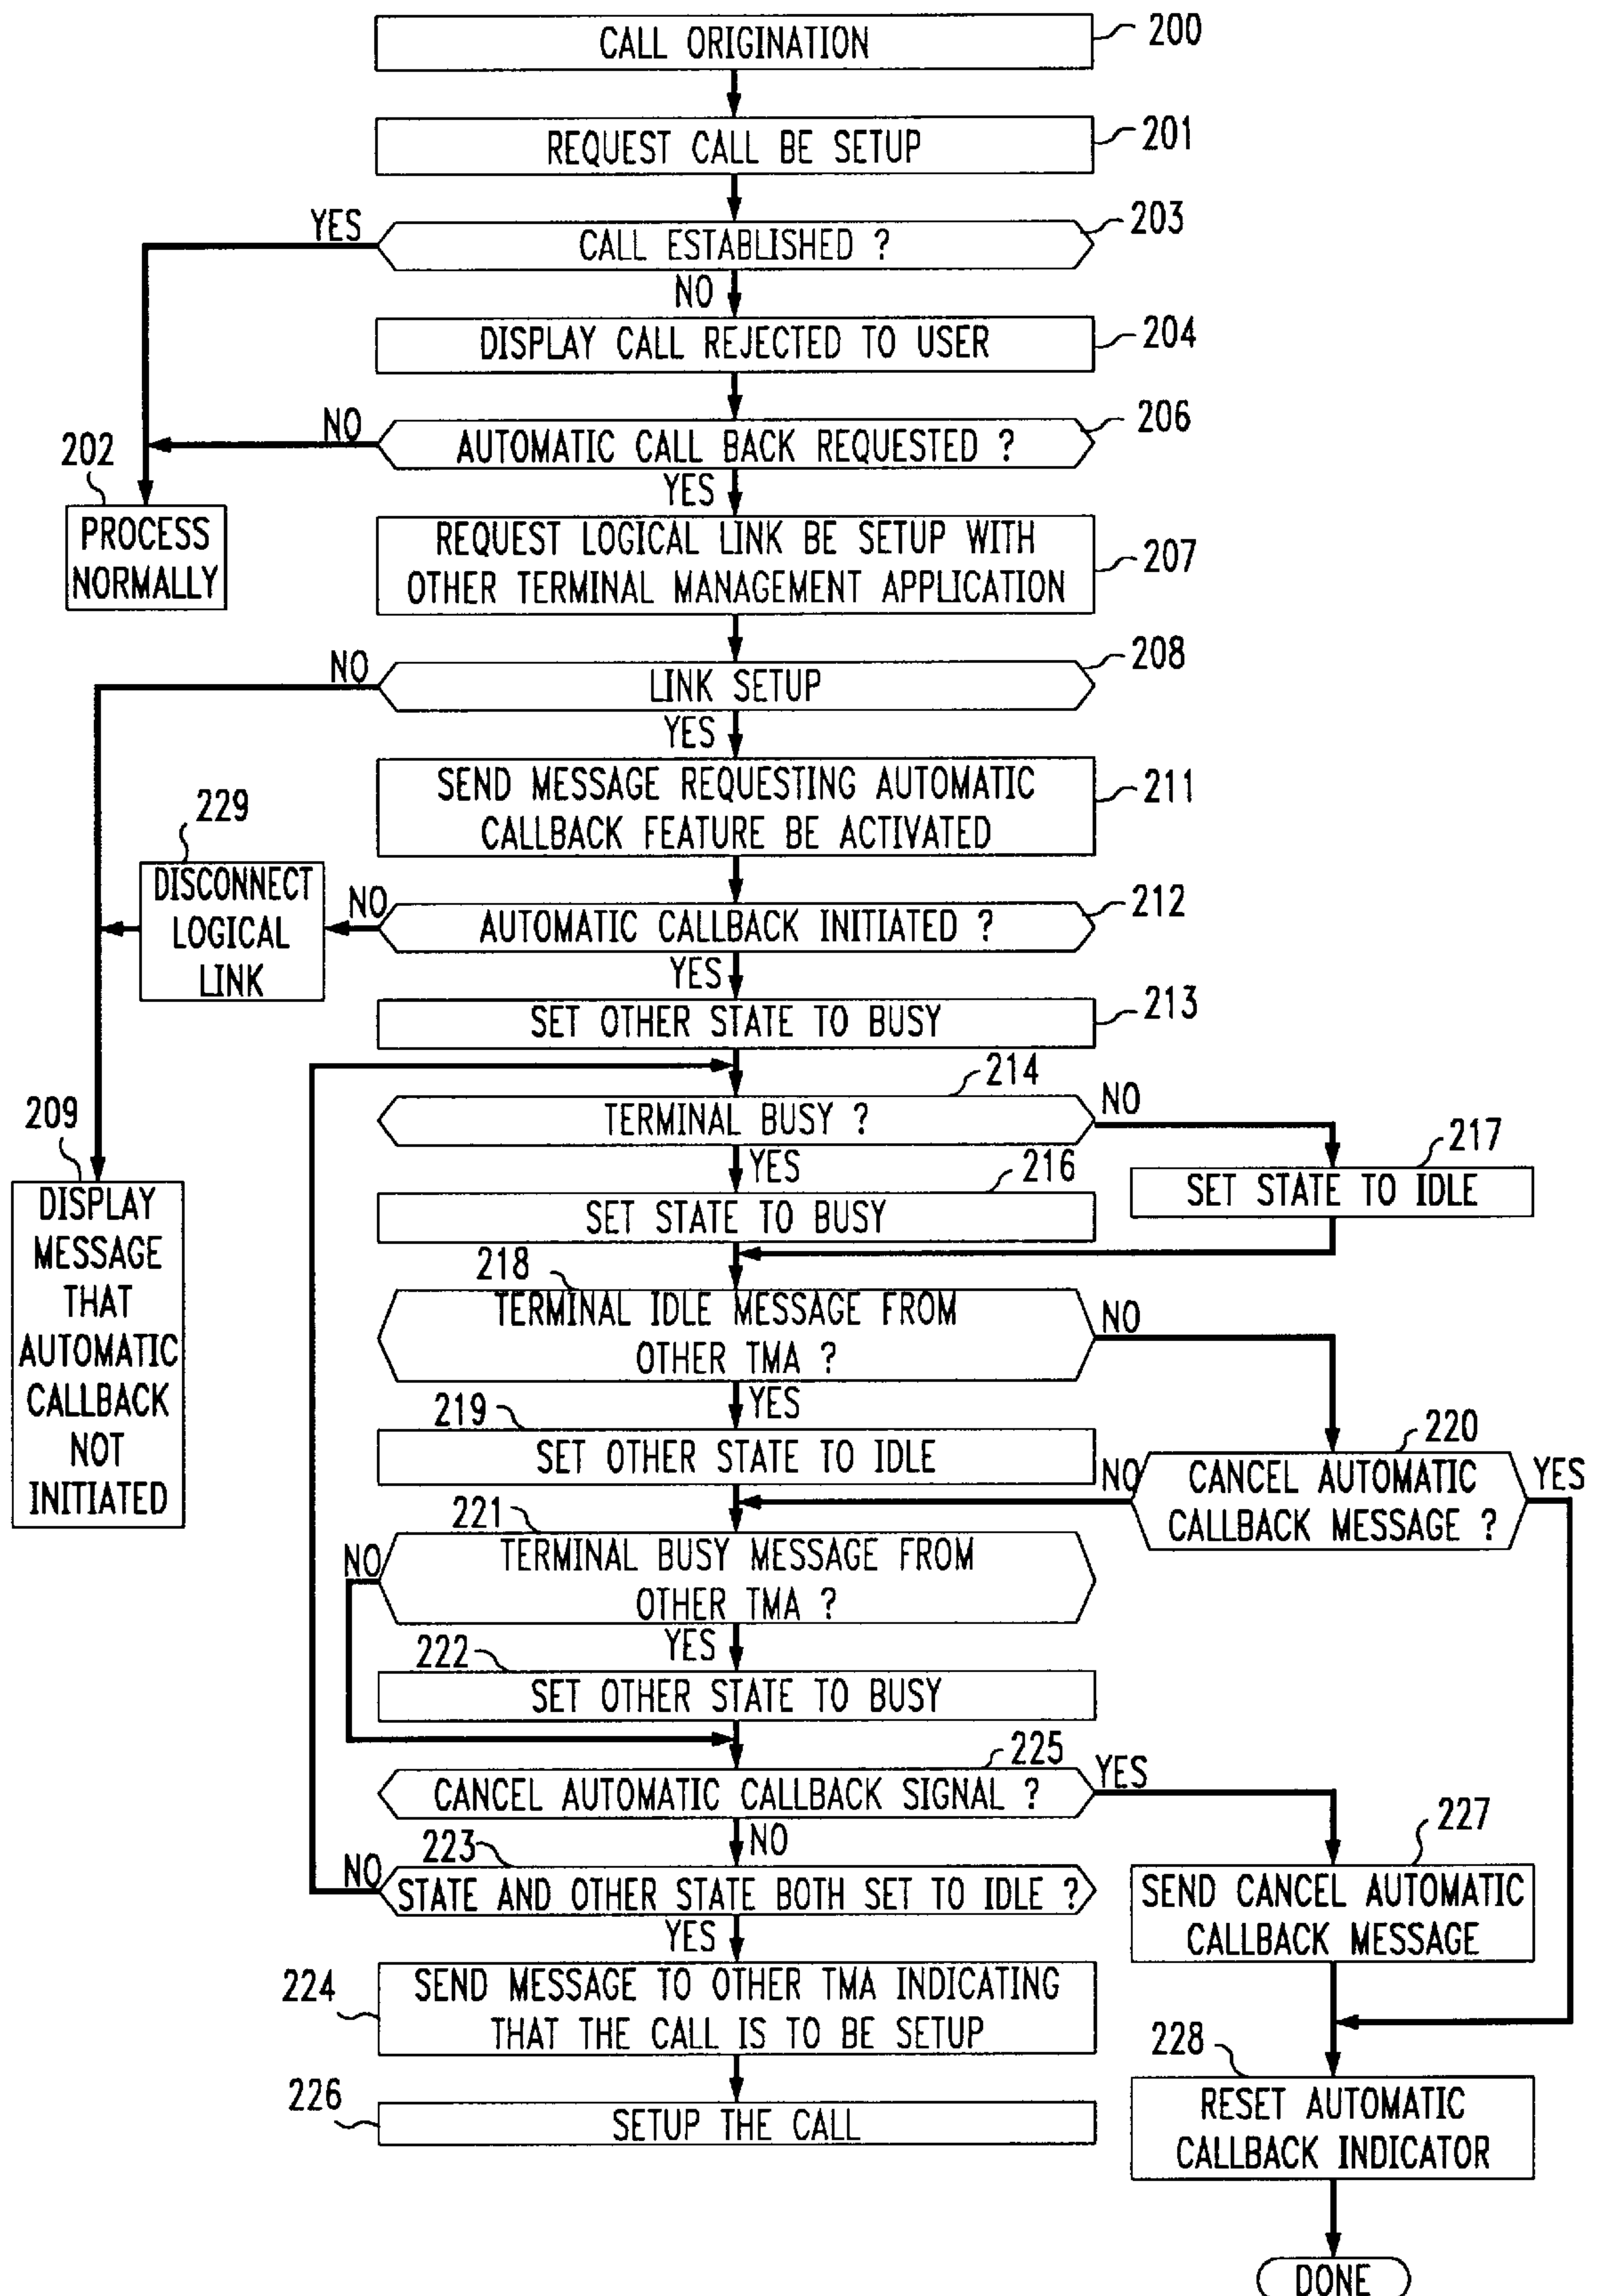 CALL ORIGINATION
200
REQUEST CALL BE SETUP
201
YES
CALL ESTABLISHED ?
203
NO
DISPLAY CALL REJECTED TO USER
204
NO
AUTOMATIC CALL BACK REQUESTED ?
206
202
PROCESS
NORMALLY
YES
REQUEST LOGICAL LINK BE SETUP WITH
OTHER TERMINAL MANAGEMENT APPLICATION
207
NO
LINK SETUP
208
YES
SEND MESSAGE REQUESTING AUTOMATIC
CALLBACK FEATURE BE ACTIVATED
211
229
DISCONNECT
LOGICAL
LINK
NO
AUTOMATIC CALLBACK INITIATED ?
212
YES
SET OTHER STATE TO BUSY
213
209
DISPLAY
MESSAGE
THAT
AUTOMATIC
CALLBACK
NOT
INITIATED
214
TERMINAL BUSY ?
NO
217
SET STATE TO IDLE
YES
216
SET STATE TO BUSY
218
TERMINAL IDLE MESSAGE FROM
OTHER TMA ?
NO
YES
219
SET OTHER STATE TO IDLE
220
NO
CANCEL AUTOMATIC
CALLBACK MESSAGE ?
YES
221
NO
TERMINAL BUSY MESSAGE FROM
OTHER TMA ?
YES
222
SET OTHER STATE TO BUSY
225
CANCEL AUTOMATIC CALLBACK SIGNAL ?
YES
227
SEND CANCEL AUTOMATIC
CALLBACK MESSAGE
NO
223
NO
STATE AND OTHER STATE BOTH SET TO IDLE ?
YES
224
SEND MESSAGE TO OTHER TMA INDICATING
THAT THE CALL IS TO BE SETUP
226
SETUP THE CALL
228
RESET AUTOMATIC
CALLBACK INDICATOR
DONE